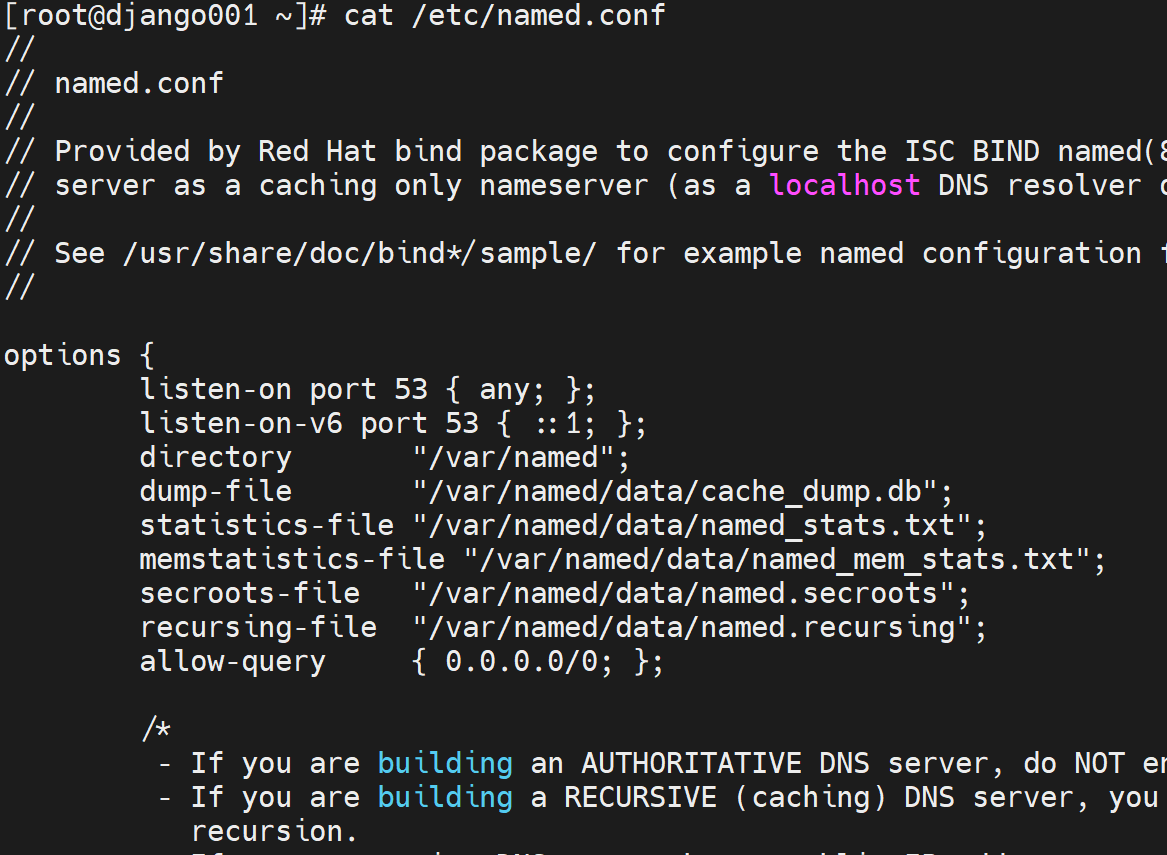 [root@django001 ~]# cat /etc/named.conf
//
// named.conf
//
// Provided by Red Hat bind package to configure the ISC BIND named(
// server as a caching only nameserver (as a localhost DNS resolver
//
// See /usr/share/doc/bind*/sample/ for example named configuration
//
options {
listen-on port 53 { any; };
listen-on-v6 port 53 { ::1; };
directory "/var/named";
dump-file "/var/named/data/cache_dump.db";
statistics-file "/var/named/data/named_stats.txt";
memstatistics-file "/var/named/data/named_mem_stats.txt";
secroots-file "/var/named/data/named.secroots";
recursing-file "/var/named/data/named.recursing";
allow-query { 0.0.0.0/0; };
/*
- If you are building an AUTHORITATIVE DNS server, do NOT
- If you are building a RECURSIVE (caching) DNS server, you
recursion.